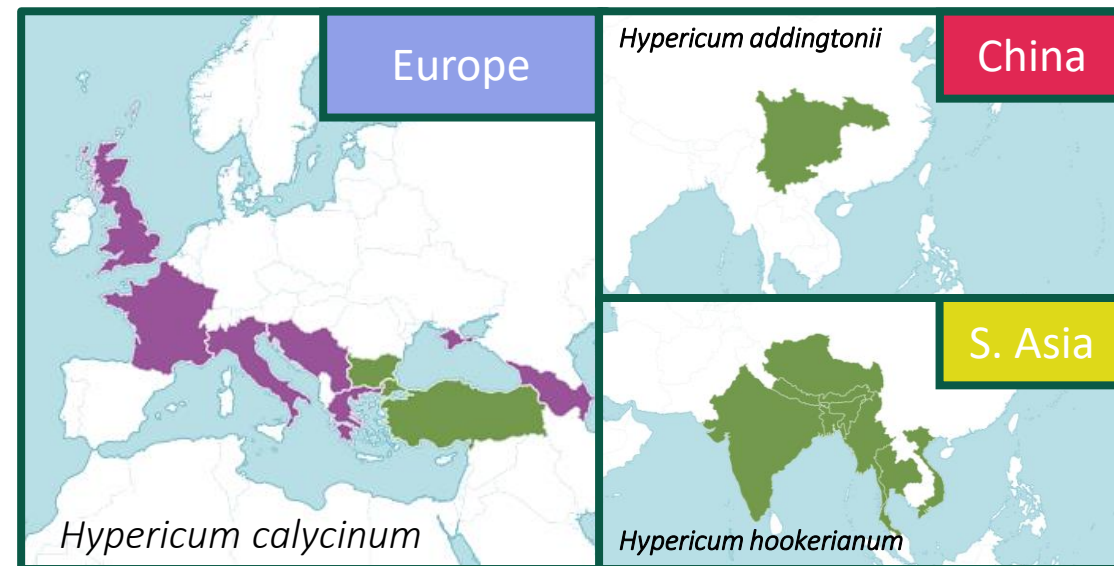 Europe
Hypericum calycinum
Hypericum addingtonii
China
S. Asia
Hypericum hookerianum